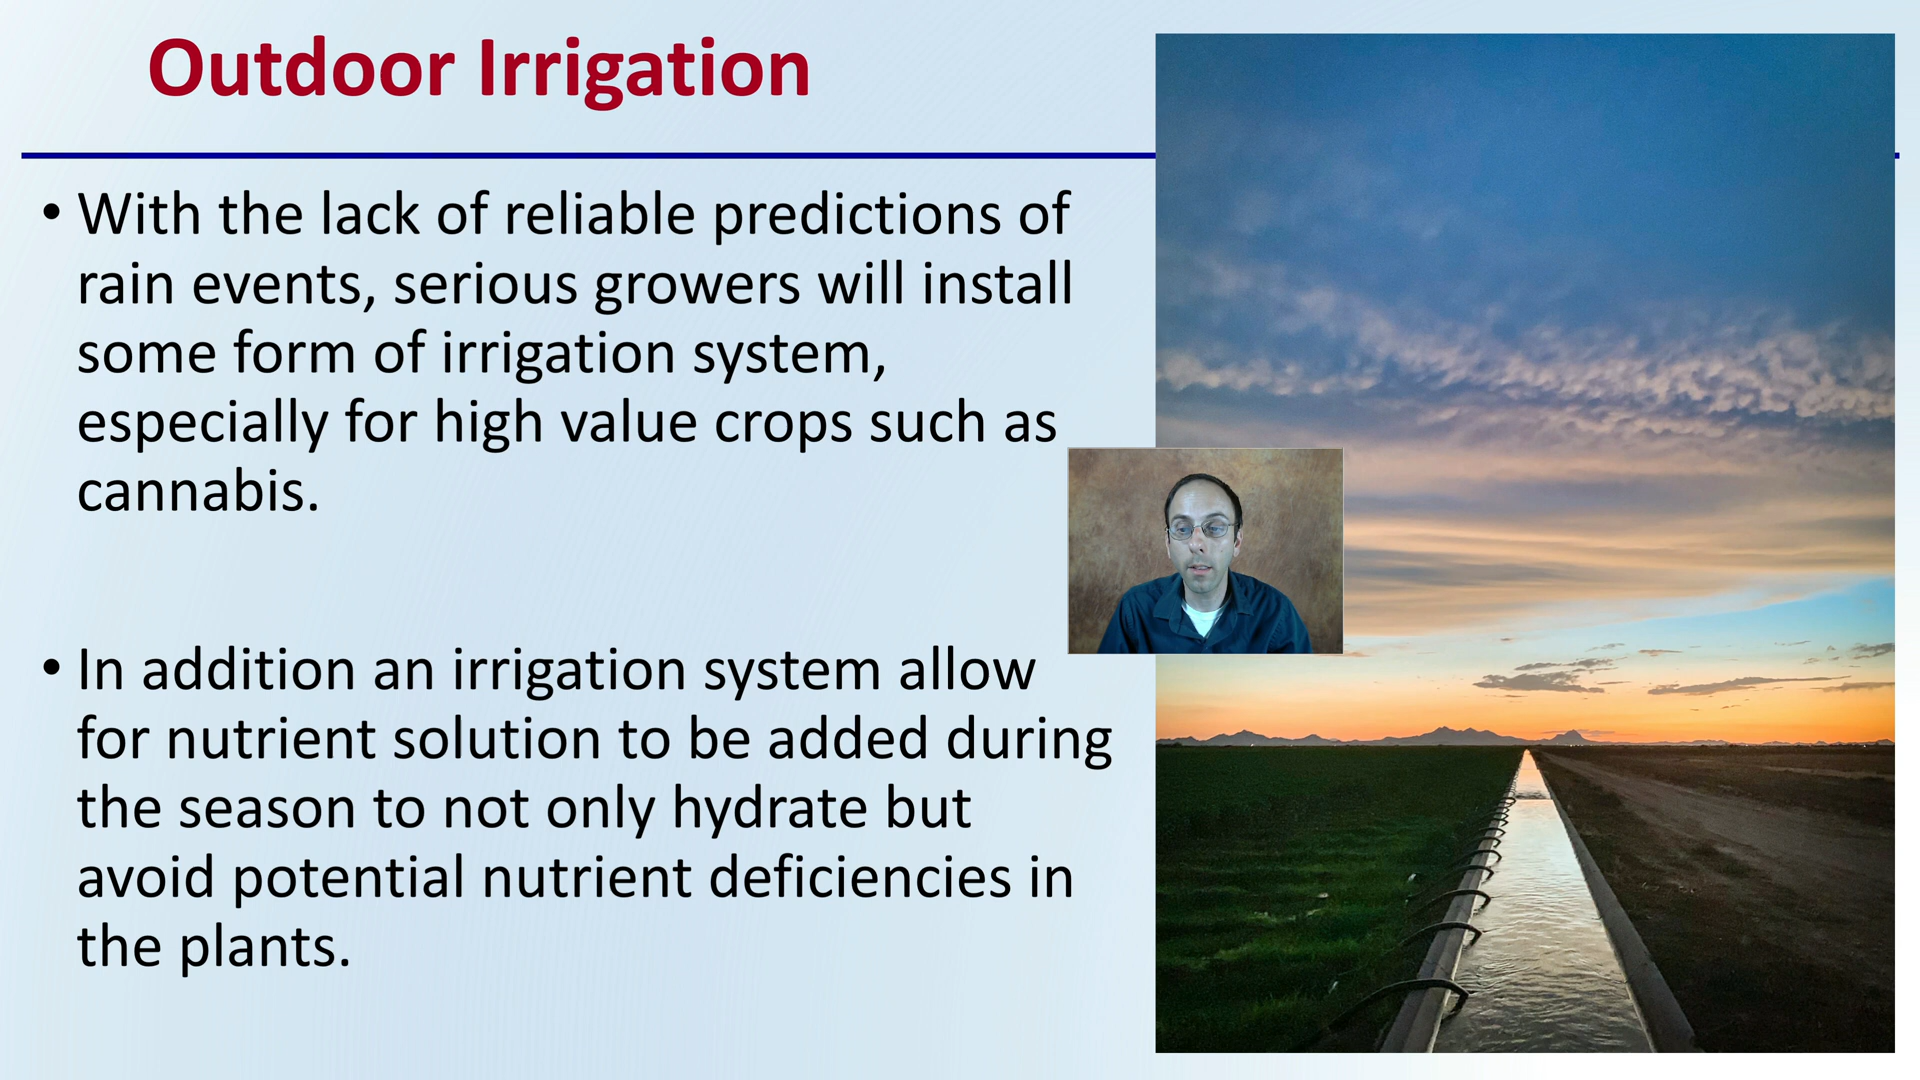 Outdoor Irrigation
• With the lack of reliable predictions of
rain events, serious growers will install
some form of irrigation system,
especially for high value crops such as
cannabis.
• In addition an irrigation system allow
for nutrient solution to be added during
the season to not only hydrate but
avoid potential nutrient deficiencies in
the plants.